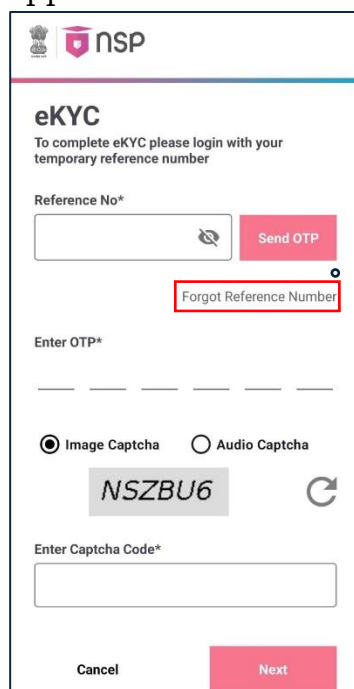 NSP
eKYC
To complete eKYC please login with your
temporary reference number
Reference No*
Send OTP
Forgot Reference Number
Enter OTP*
Image Captcha Audio Captcha
NSZBU6
Enter Captcha Code*
Cancel Next